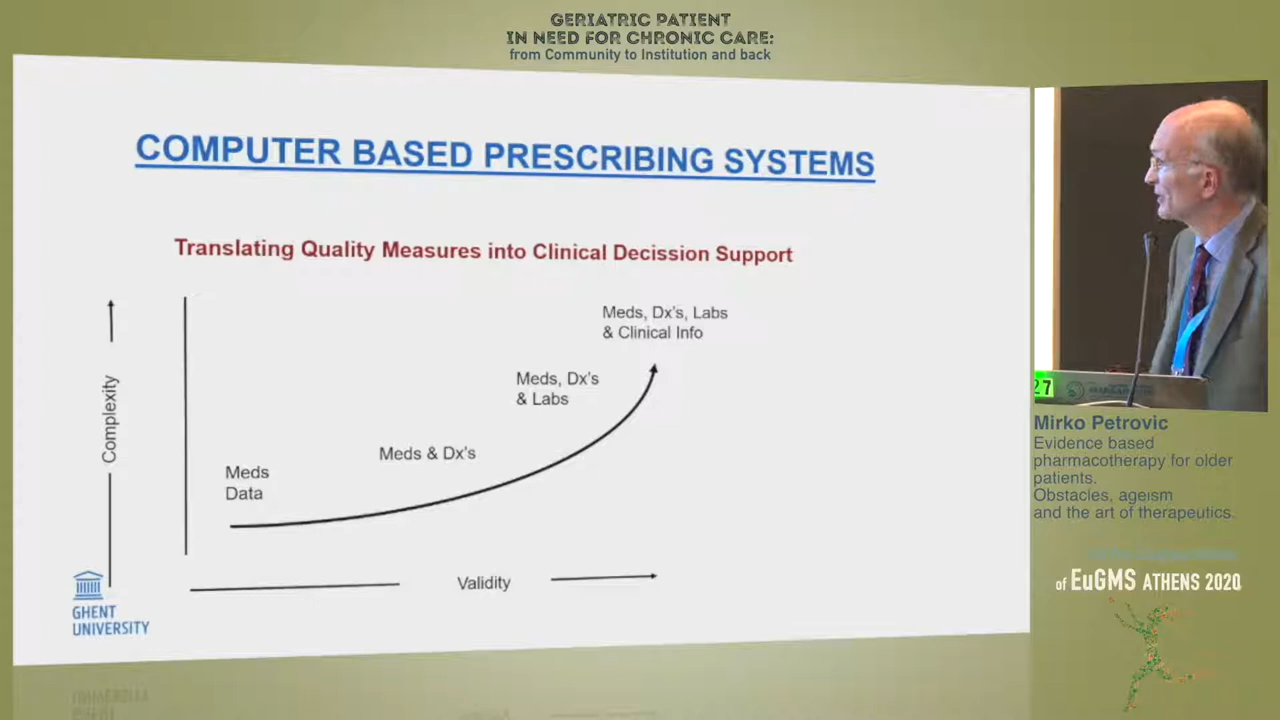 GERIATRIC PATIENT
IN NEED FOR CHRONIC CARE:
from Community to Institution and back
COMPUTER BASED PRESCRIBING SYSTEMS
Translating Quality Measures into Clinical Decission Support
Complexity
Meds, Dx's, Labs
& Clinical Info
Meds, Dx's
& Labs
Meds & Dx's
Meds
Data
Validity
GHENT
UNIVERSITY
27
Mirko Petrovic
Evidence based
pharmacotherapy for older
patients.
Obstacles, ageism
and the art of therapeutics.
of EuGMS ATHENS 2020